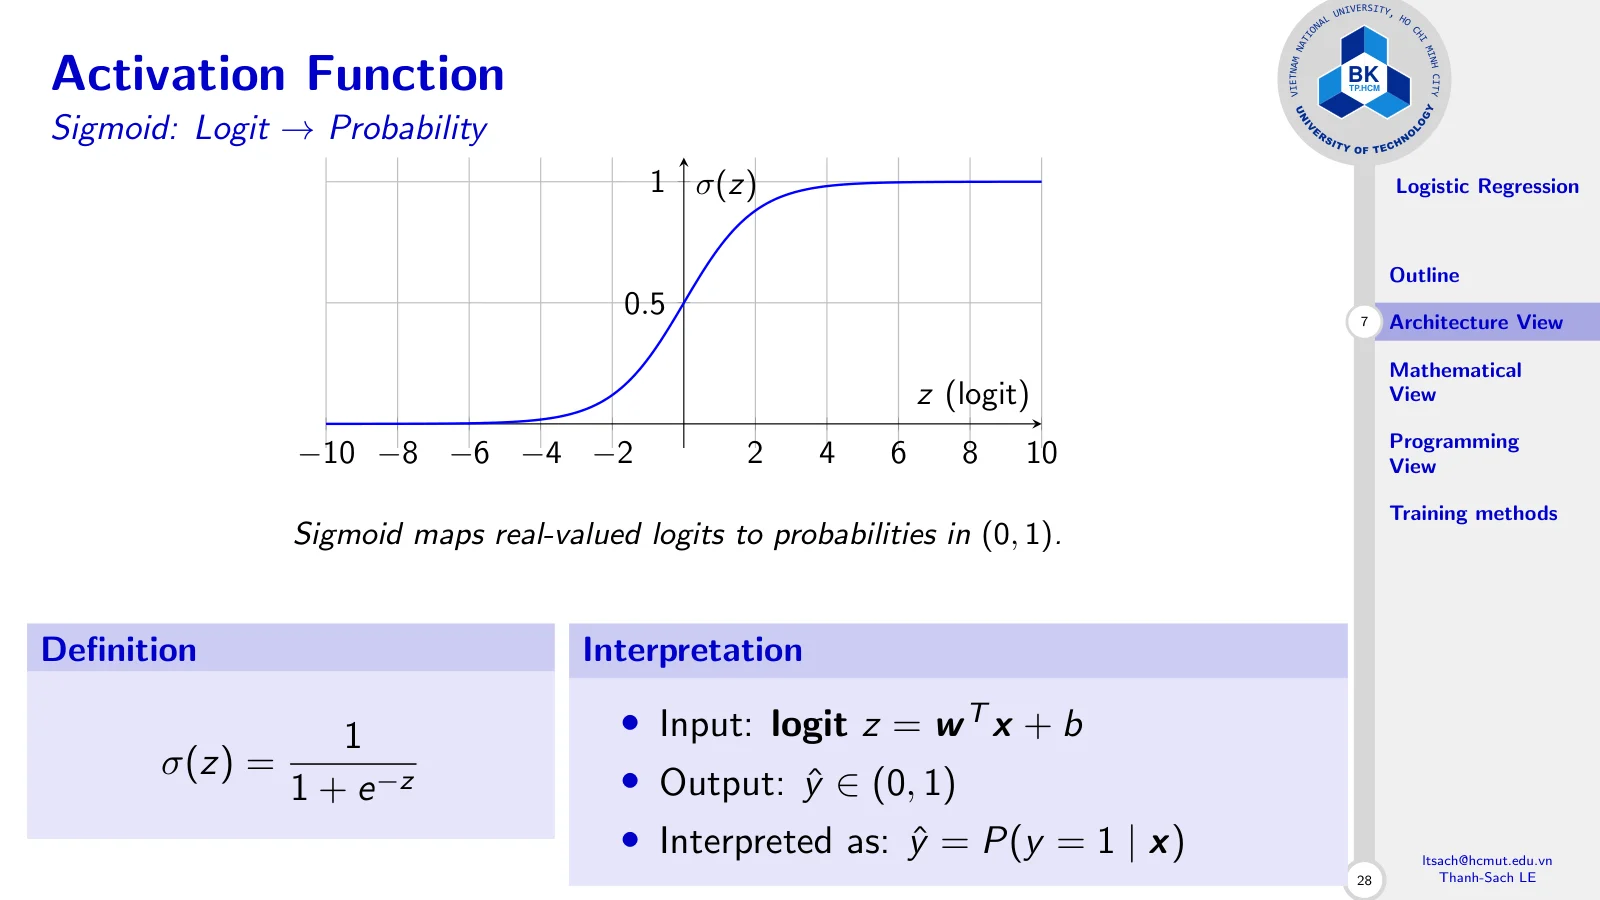 Activation Function
Sigmoid: Logit → Probability
1
σ(z)
0.5
z (logit)
−10 −8 −6 −4 −2 2 4 6 8 10
Sigmoid maps real-valued logits to probabilities in (0, 1).
Definition
σ(z) = 1 / (1 + e^{−z})
Interpretation
• Input: logit z = w^T x + b
• Output: ŷ ∈ (0, 1)
• Interpreted as: ŷ = P(y = 1 | x)
VIETNAM NATIONAL UNIVERSITY, HO CHI MINH CITY
BK
TP.HCM
UNIVERSITY OF TECHNOLOGY
Logistic Regression
Outline
7
Architecture View
Mathematical
View
Programming
View
Training methods
ltsach@hcmut.edu.vn
Thanh-Sach LE
28